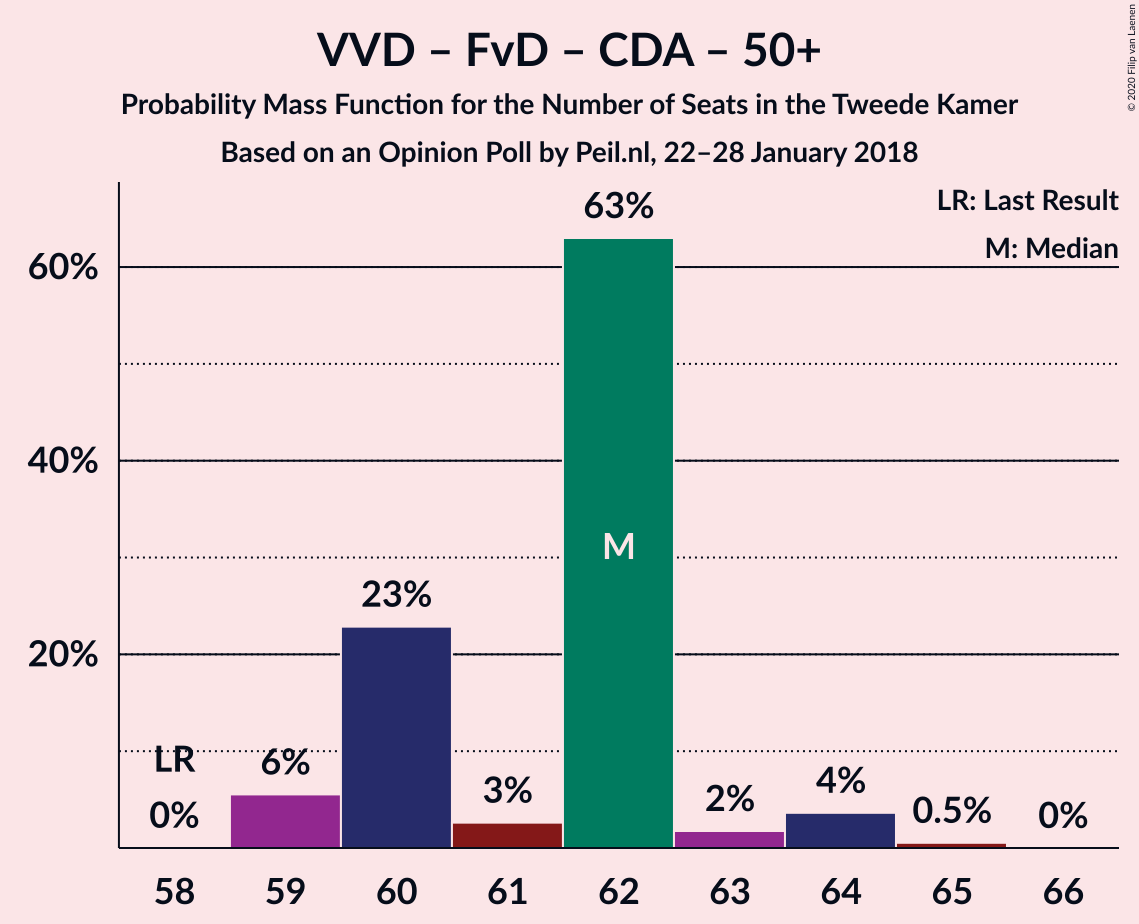 VVD – FvD – CDA – 50+
Probability Mass Function for the Number of Seats in the Tweede Kamer
Based on an Opinion Poll by Peil.nl, 22–28 January 2018
© 2020 Filip van Laenen
LR: Last Result
M: Median
63%
60%
40%
M
23%
20%
LR
6%
0%
3%
2%
4%
0.5%
0%
58 59 60 61 62 63 64 65 66